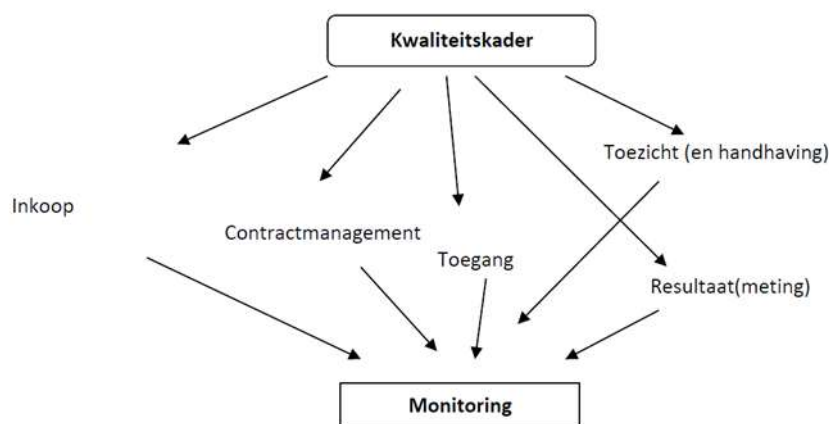 Kwaliteitskader
Toezicht (en handhaving)
Inkoop
Contractmanagement
Toegang
Resultaat(meting)
Monitoring